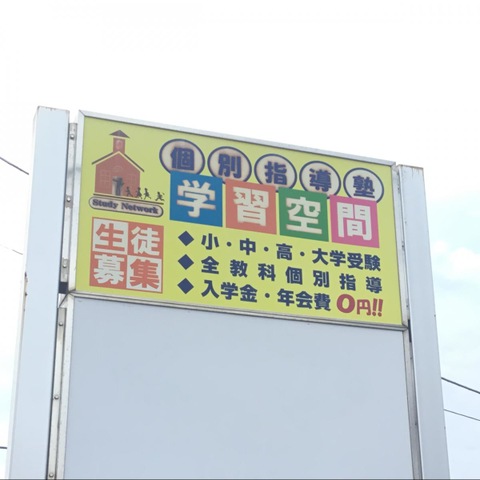 個別指導塾
Study Network
学習空間
生徒
募集
◆小・中・高・大学受験
◆全教科個別指導
◆入学金・年会費0円!!